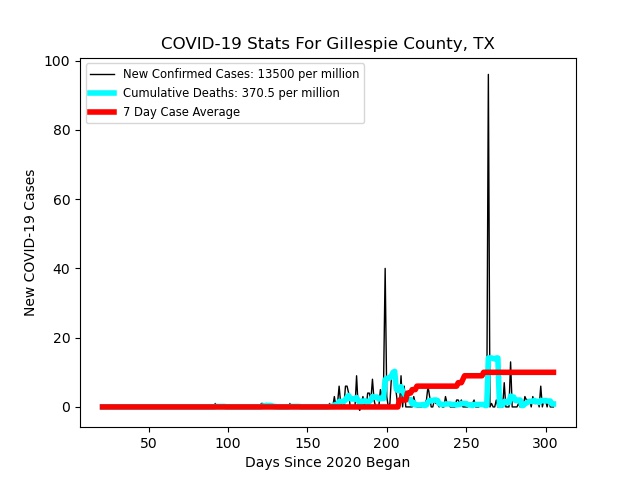 COVID-19 Stats For Gillespie County, TX
New Confirmed Cases: 13500 per million
Cumulative Deaths: 370.5 per million
7 Day Case Average
New COVID-19 Cases
100
80
60
40
20
0
50 100 150 200 250 300
Days Since 2020 Began